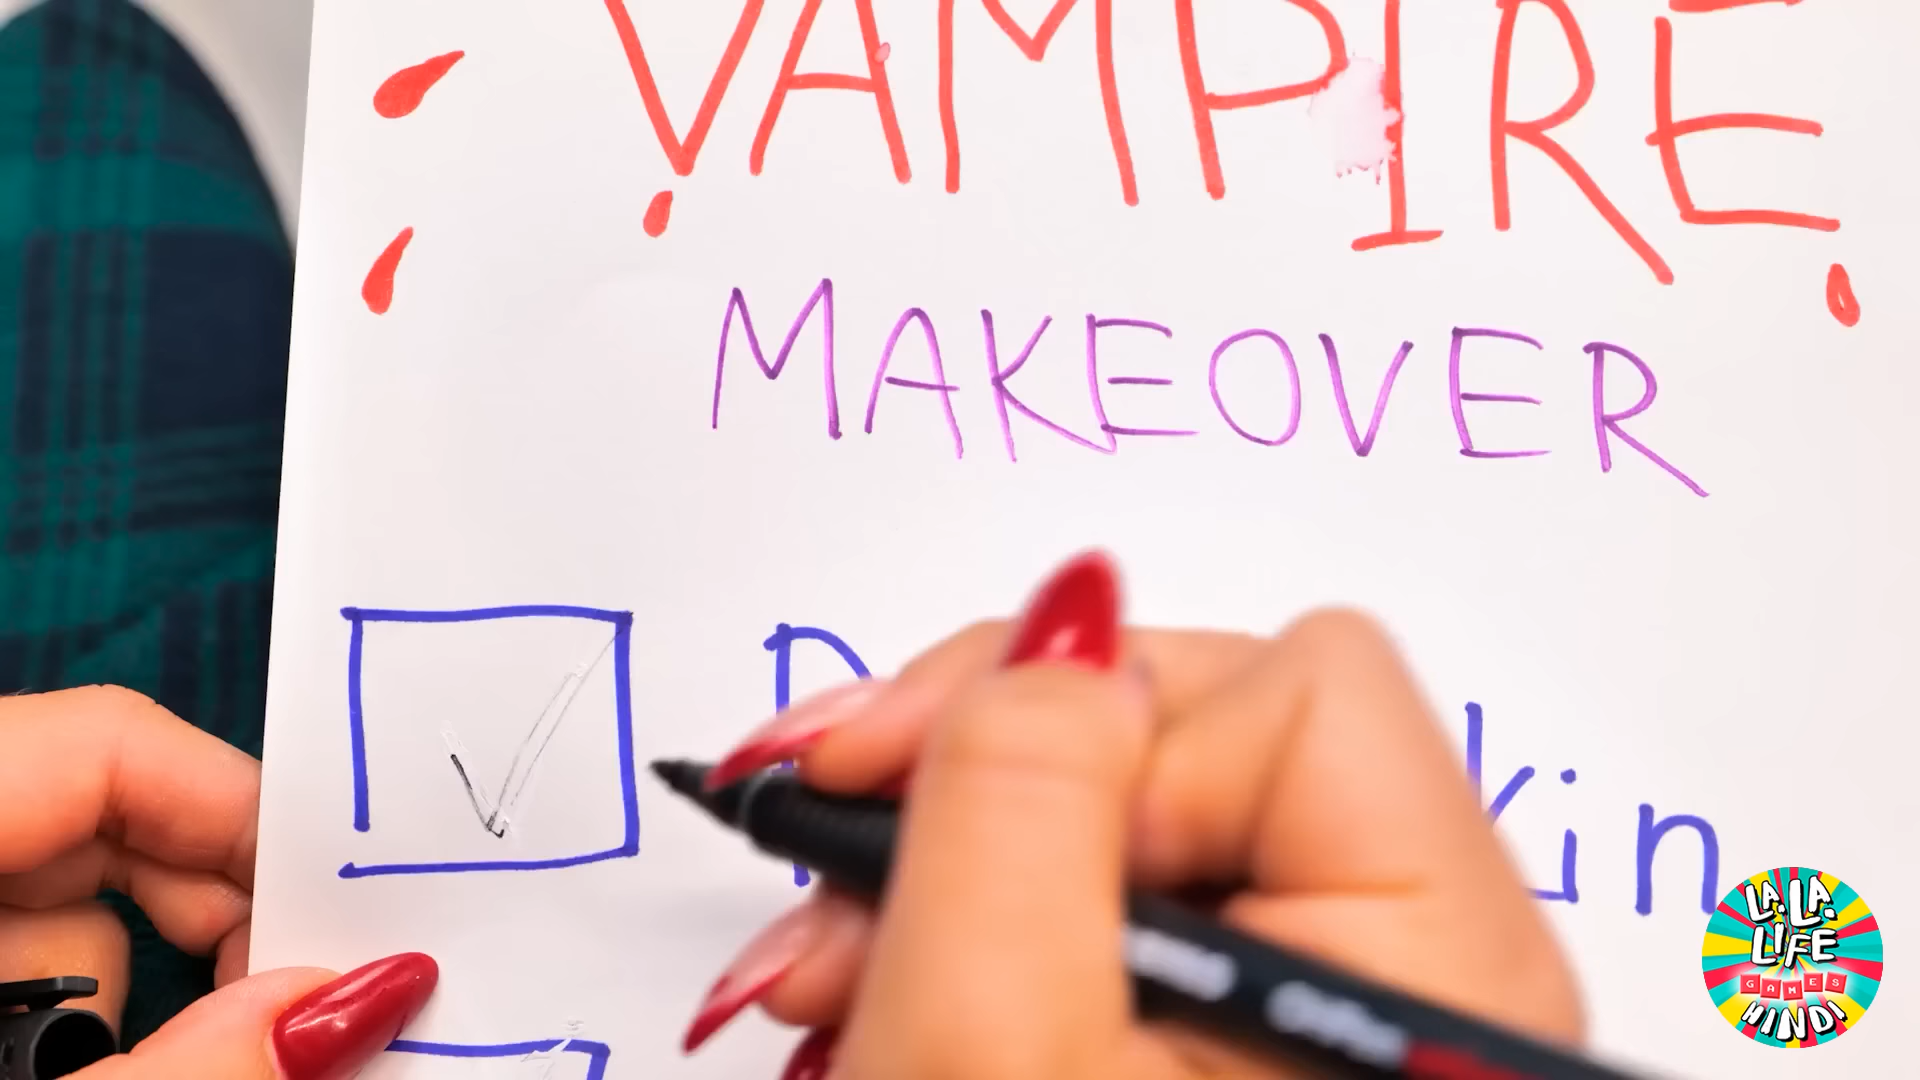 VAMPIRE
MAKEOVER
LA LA
LIFE
GAMES
HINDI